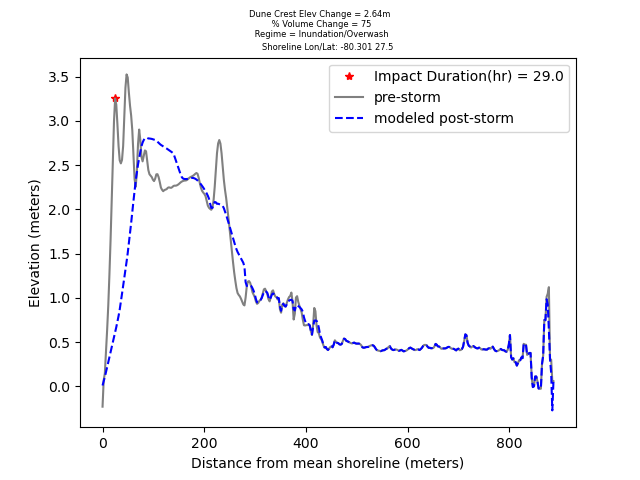 Dune Crest Elev Change = 2.64m
% Volume Change = 75
Regime = Inundation/Overwash
Shoreline Lon/Lat: -80.301 27.5
Impact Duration(hr) = 29.0
pre-storm
modeled post-storm
3.5
3.0
2.5
2.0
1.5
1.0
0.5
0.0
Elevation (meters)
0 200 400 600 800
Distance from mean shoreline (meters)